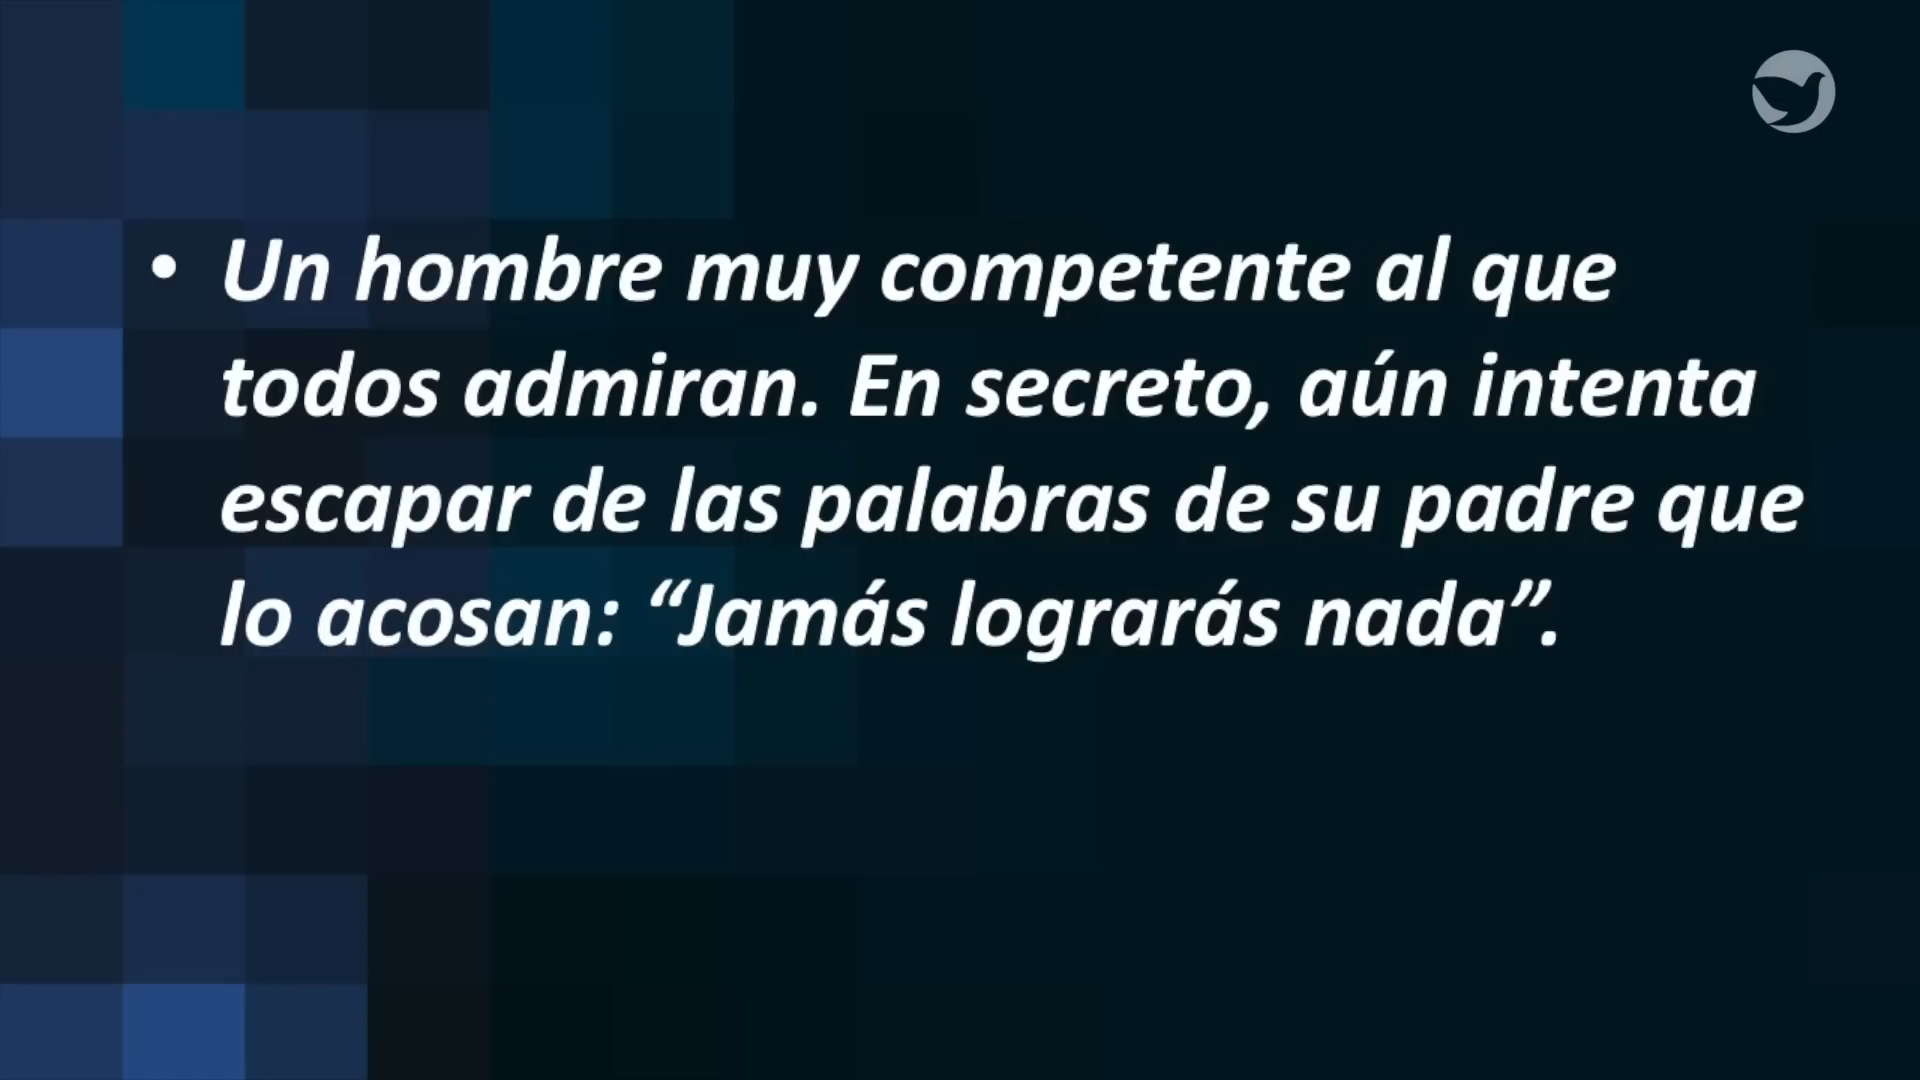 • Un hombre muy competente al que
todos admiran. En secreto, aún intenta
escapar de las palabras de su padre que
lo acosan: “Jamás lograrás nada”.